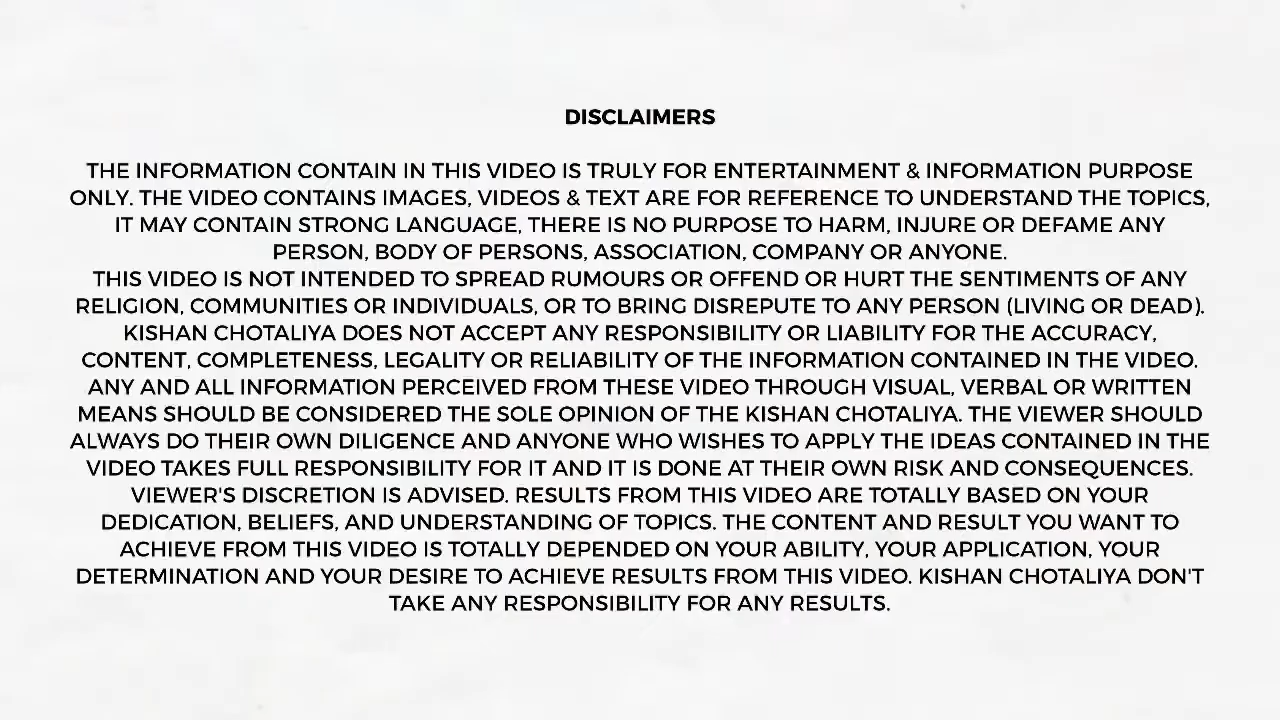 DISCLAIMERS
THE INFORMATION CONTAIN IN THIS VIDEO IS TRULY FOR ENTERTAINMENT & INFORMATION PURPOSE
ONLY. THE VIDEO CONTAINS IMAGES, VIDEOS & TEXT ARE FOR REFERENCE TO UNDERSTAND THE TOPICS,
IT MAY CONTAIN STRONG LANGUAGE, THERE IS NO PURPOSE TO HARM, INJURE OR DEFAME ANY
PERSON, BODY OF PERSONS, ASSOCIATION, COMPANY OR ANYONE.
THIS VIDEO IS NOT INTENDED TO SPREAD RUMOURS OR OFFEND OR HURT THE SENTIMENTS OF ANY
RELIGION, COMMUNITIES OR INDIVIDUALS, OR TO BRING DISREPUTE TO ANY PERSON (LIVING OR DEAD).
KISHAN CHOTALIYA DOES NOT ACCEPT ANY RESPONSIBILITY OR LIABILITY FOR THE ACCURACY,
CONTENT, COMPLETENESS, LEGALITY OR RELIABILITY OF THE INFORMATION CONTAINED IN THE VIDEO.
ANY AND ALL INFORMATION PERCEIVED FROM THESE VIDEO THROUGH VISUAL, VERBAL OR WRITTEN
MEANS SHOULD BE CONSIDERED THE SOLE OPINION OF THE KISHAN CHOTALIYA. THE VIEWER SHOULD
ALWAYS DO THEIR OWN DILIGENCE AND ANYONE WHO WISHES TO APPLY THE IDEAS CONTAINED IN THE
VIDEO TAKES FULL RESPONSIBILITY FOR IT AND IT IS DONE AT THEIR OWN RISK AND CONSEQUENCES.
VIEWER'S DISCRETION IS ADVISED. RESULTS FROM THIS VIDEO ARE TOTALLY BASED ON YOUR
DEDICATION, BELIEFS, AND UNDERSTANDING OF TOPICS. THE CONTENT AND RESULT YOU WANT TO
ACHIEVE FROM THIS VIDEO IS TOTALLY DEPENDED ON YOUR ABILITY, YOUR APPLICATION, YOUR
DETERMINATION AND YOUR DESIRE TO ACHIEVE RESULTS FROM THIS VIDEO. KISHAN CHOTALIYA DON'T
TAKE ANY RESPONSIBILITY FOR ANY RESULTS.